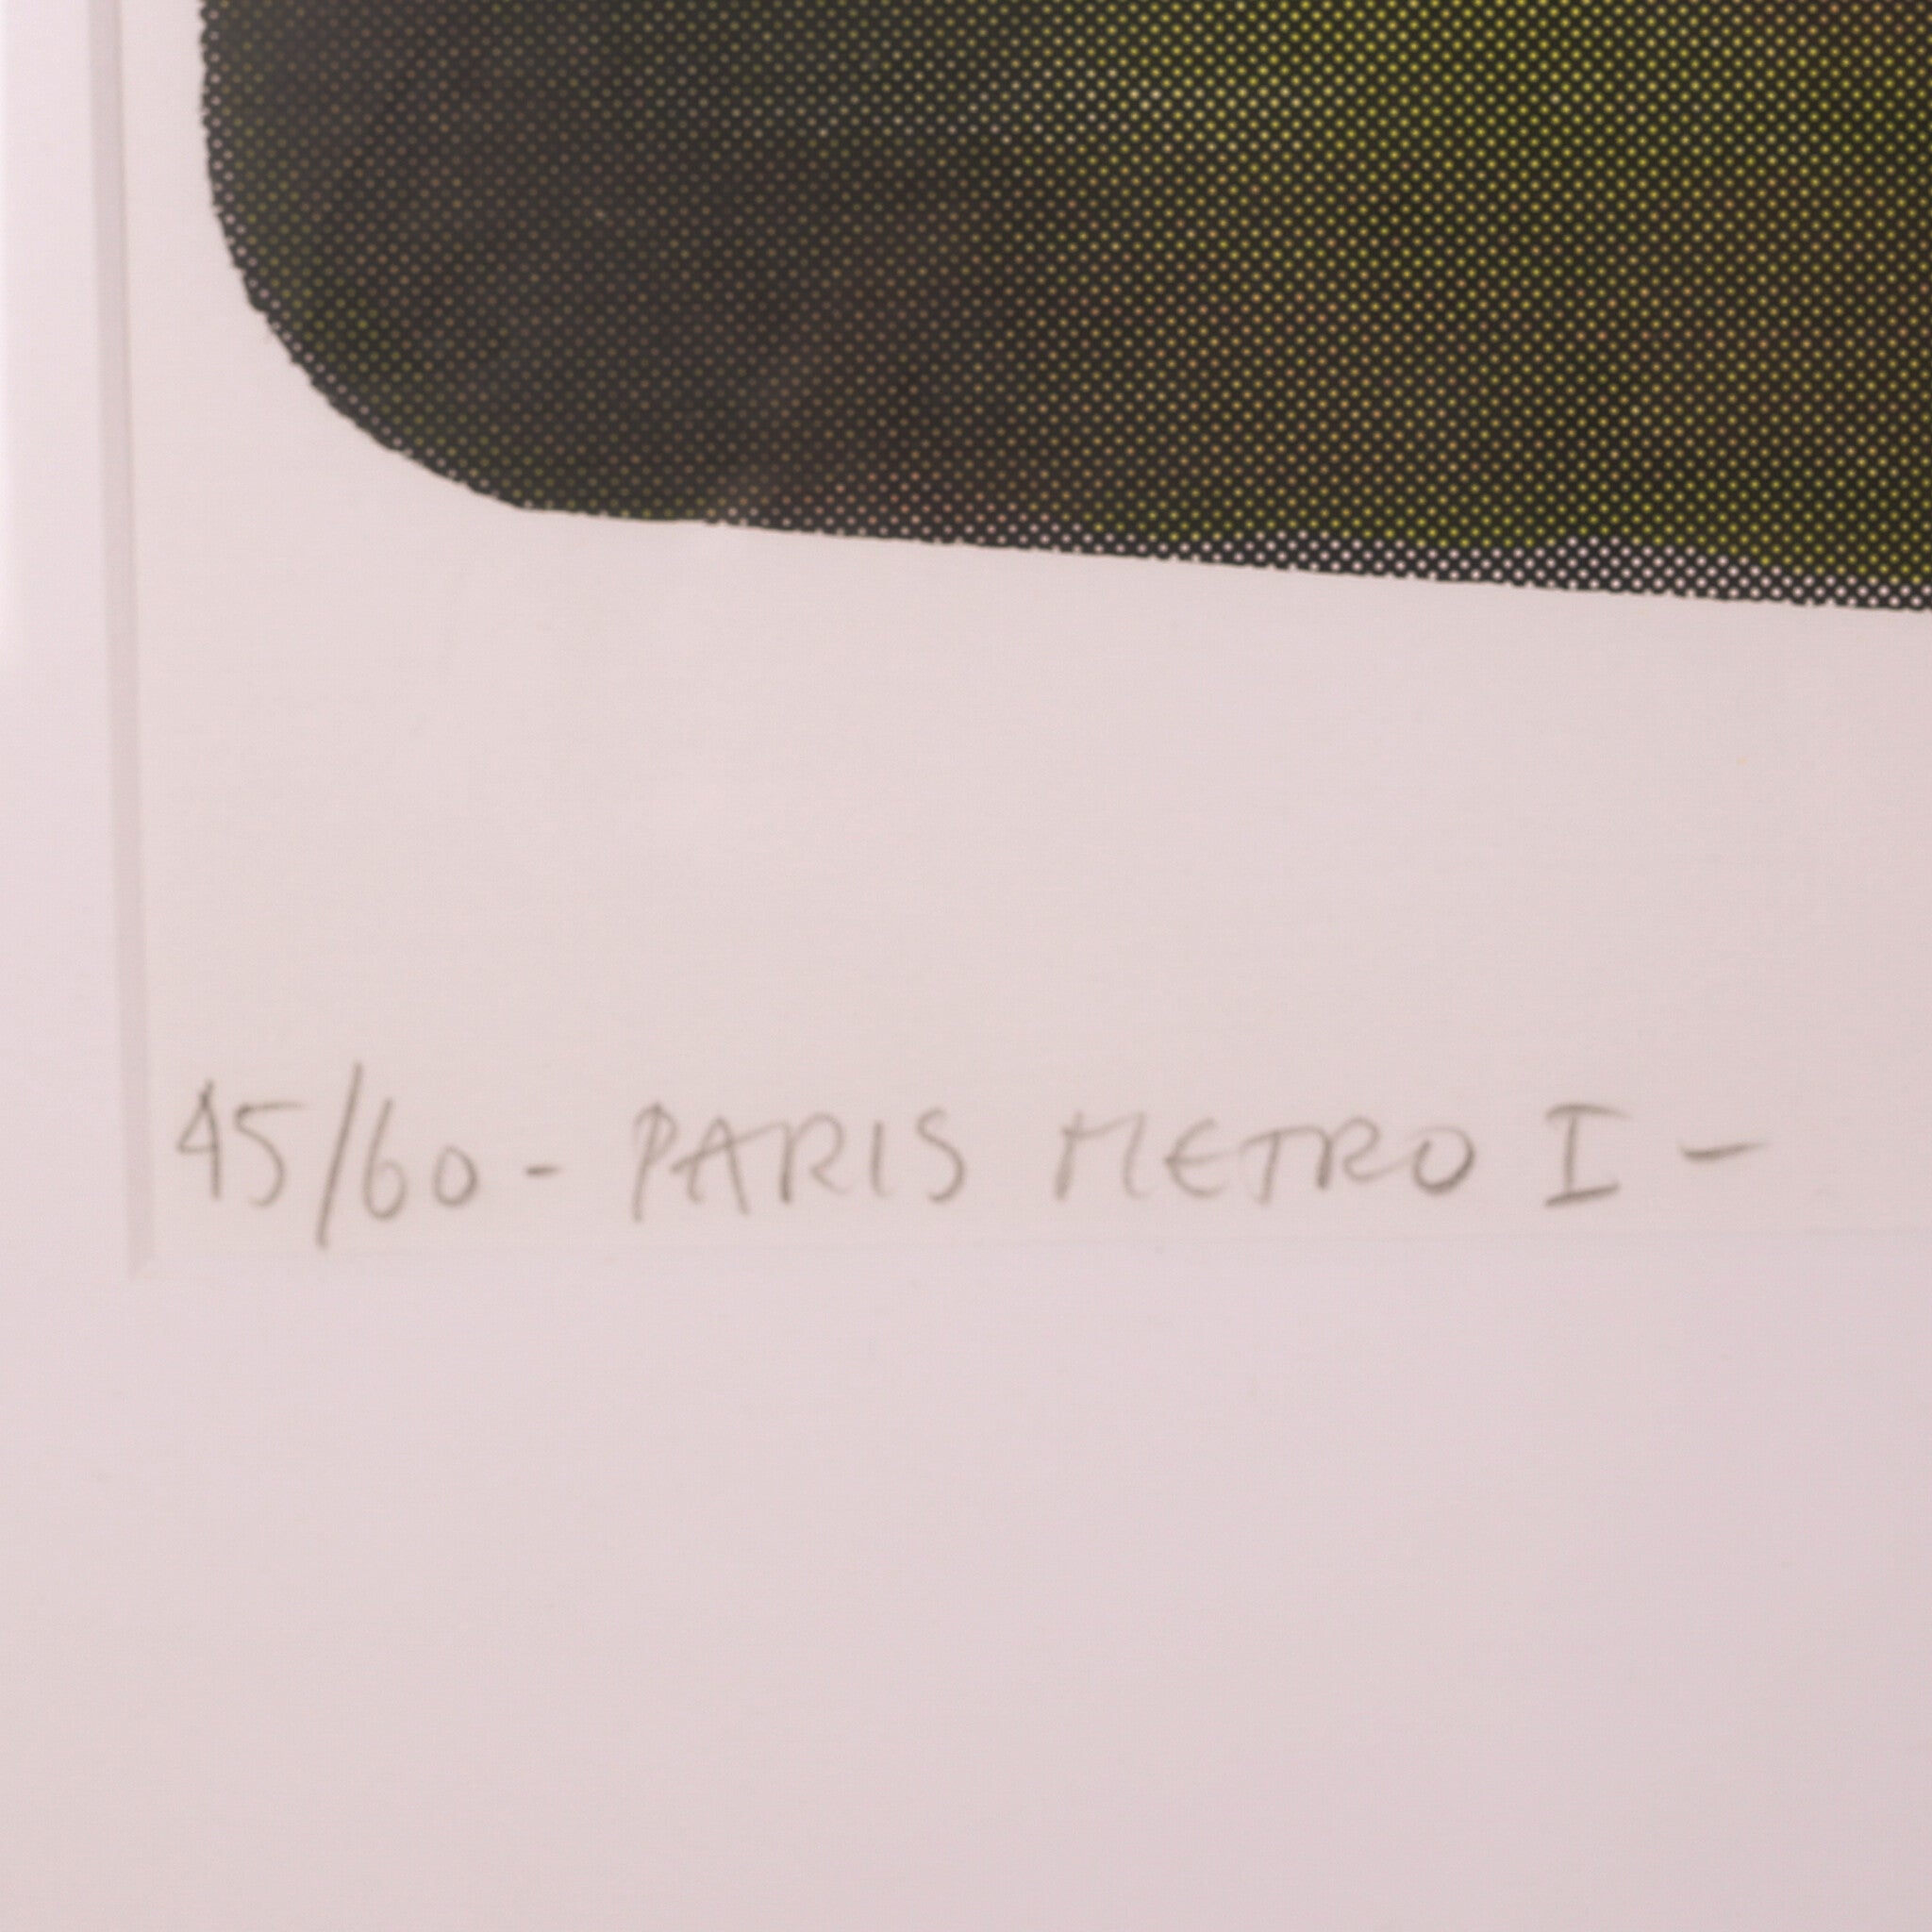 45/60 - PARIS METRO I -